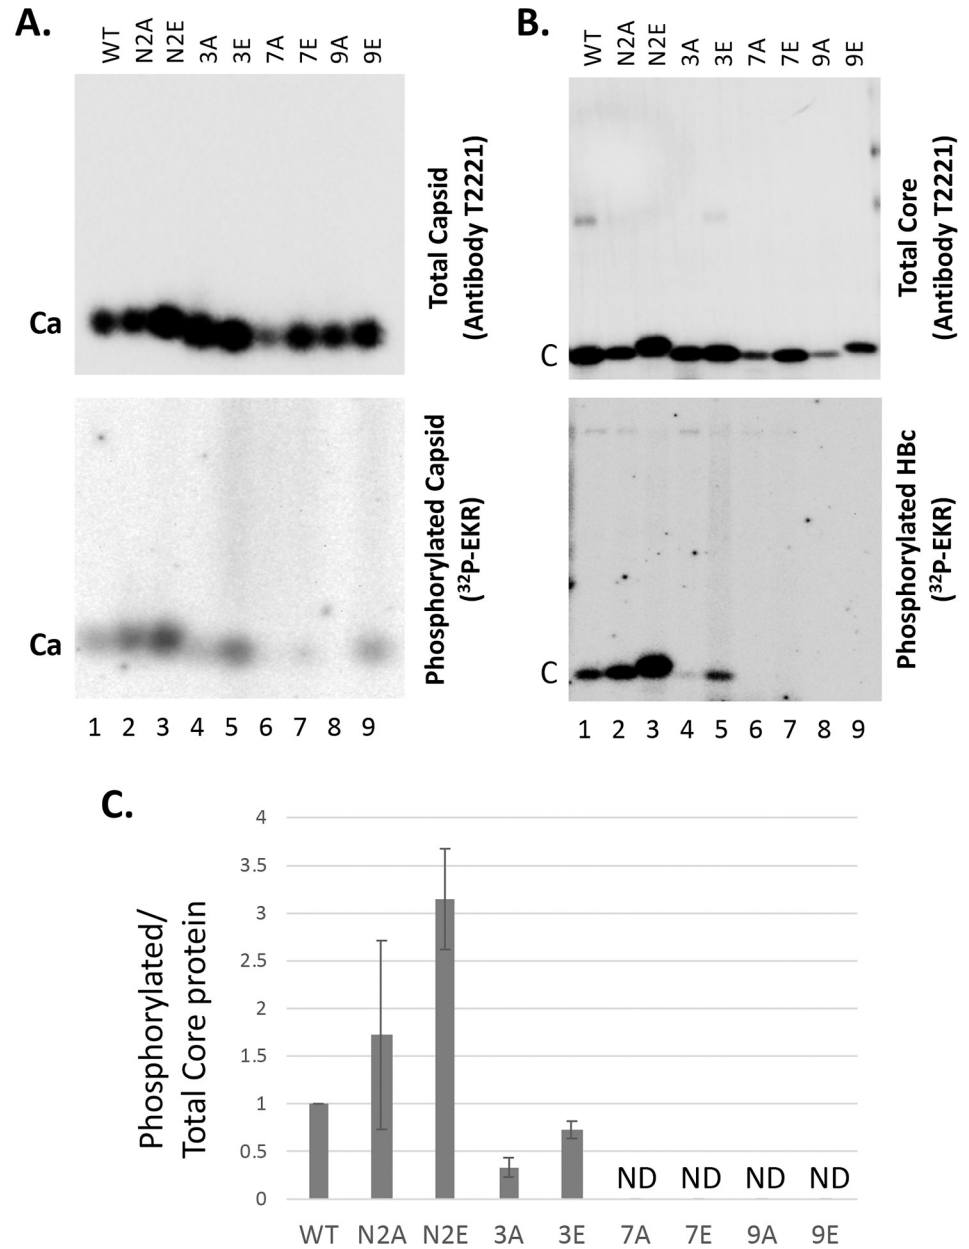 A.
WT N2A N2E 3A 3E 7A 7E 9A 9E
Total Capsid
(Antibody T2221)
Ca
Phosphorylated Capsid
(³²P-EKR)
Ca
1 2 3 4 5 6 7 8 9
B.
WT N2A N2E 3A 3E 7A 7E 9A 9E
Total Core
(Antibody T2221)
C
Phosphorylated HBc
(³²P-EKR)
C
1 2 3 4 5 6 7 8 9
C.
Phosphorylated/
Total Core protein
4
3.5
3
2.5
2
1.5
1
0.5
0
ND ND ND ND
WT N2A N2E 3A 3E 7A 7E 9A 9E